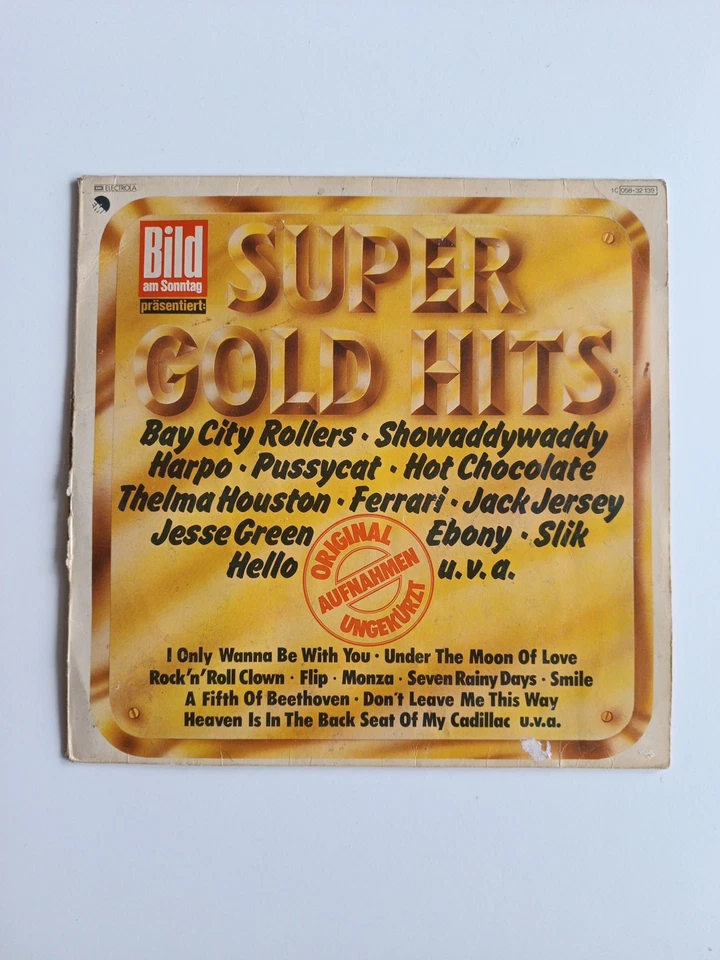 EMI ELECTROLA
1C 058-32 139
EMI
Bild
am Sonntag
präsentiert:
SUPER
GOLD HITS
Bay City Rollers · Showaddywaddy
Harpo · Pussycat · Hot Chocolate
Thelma Houston · Ferrari · Jack Jersey
Jesse Green Ebony · Slik
Hello u.v.a.
ORIGINAL
AUFNAHMEN
UNGEKÜRZT
I Only Wanna Be With You · Under The Moon Of Love
Rock'n'Roll Clown · Flip · Monza · Seven Rainy Days · Smile
A Fifth Of Beethoven · Don't Leave Me This Way
Heaven Is In The Back Seat Of My Cadillac u.v.a.